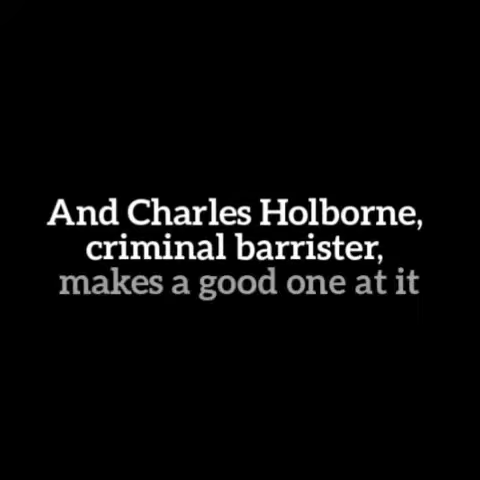 And Charles Holborne,
criminal barrister,
makes a good one at it